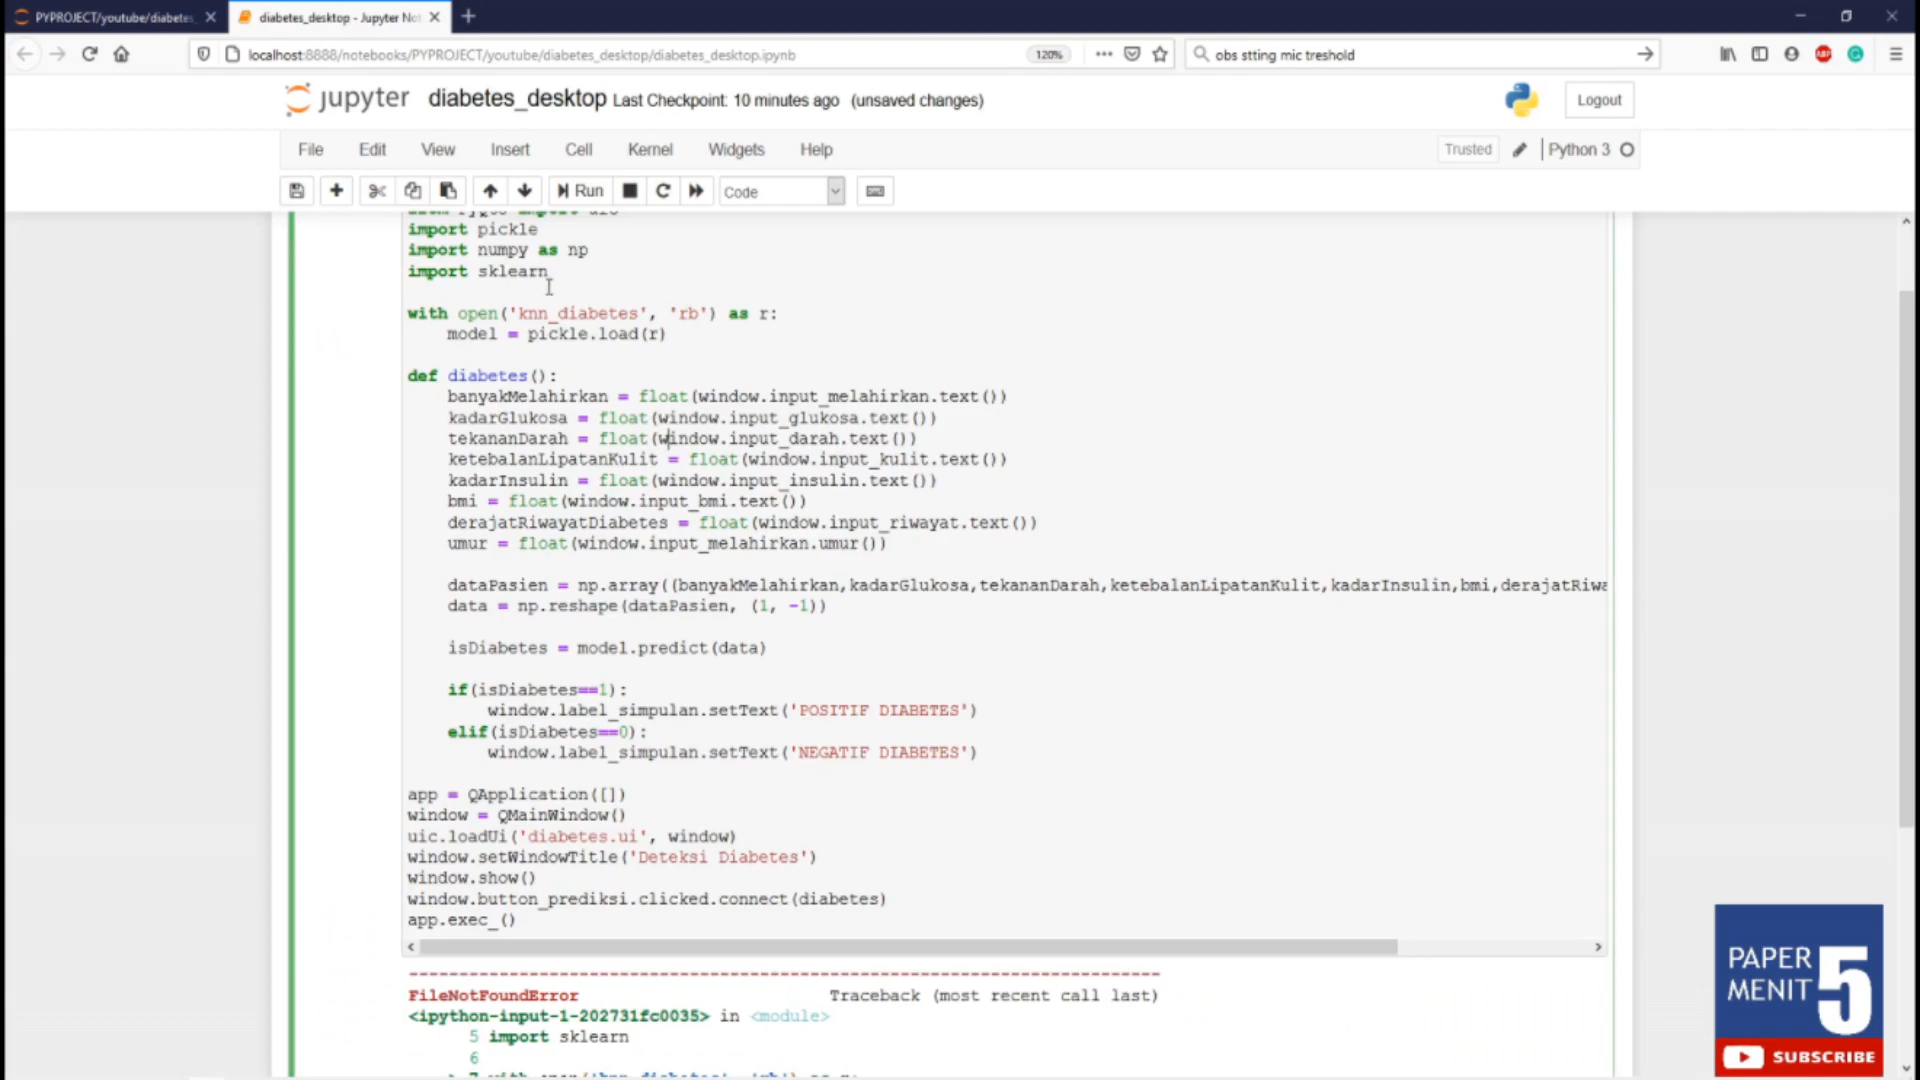 PYPROJECT/youtube/diabetes_
diabetes_desktop - Jupyter No
localhost:8888/notebooks/PYPROJECT/youtube/diabetes_desktop/diabetes_desktop.ipynb
120%
obs stting mic treshold
ABP
jupyter
diabetes_desktop Last Checkpoint: 10 minutes ago (unsaved changes)
Logout
File
Edit
View
Insert
Cell
Kernel
Widgets
Help
Trusted
Python 3
Run
Code
import pickle
import numpy as np
import sklearn
with open('knn_diabetes', 'rb') as r:
model = pickle.load(r)
def diabetes():
banyakMelahirkan = float(window.input_melahirkan.text())
kadarGlukosa = float(window.input_glukosa.text())
tekananDarah = float(window.input_darah.text())
ketebalanLipatanKulit = float(window.input_kulit.text())
kadarInsulin = float(window.input_insulin.text())
bmi = float(window.input_bmi.text())
derajatRiwayatDiabetes = float(window.input_riwayat.text())
umur = float(window.input_melahirkan.umur())
dataPasien = np.array((banyakMelahirkan,kadarGlukosa,tekananDarah,ketebalanLipatanKulit,kadarInsulin,bmi,derajatRiwa
data = np.reshape(dataPasien, (1, -1))
isDiabetes = model.predict(data)
if(isDiabetes==1):
window.label_simpulan.setText('POSITIF DIABETES')
elif(isDiabetes==0):
window.label_simpulan.setText('NEGATIF DIABETES')
app = QApplication([])
window = QMainWindow()
uic.loadUi('diabetes.ui', window)
window.setWindowTitle('Deteksi Diabetes')
window.show()
window.button_prediksi.clicked.connect(diabetes)
app.exec_()
---------------------------------------------------------------------------
FileNotFoundError Traceback (most recent call last)
<ipython-input-1-202731fc0035> in <module>
5 import sklearn
6
PAPER
MENIT 5
SUBSCRIBE